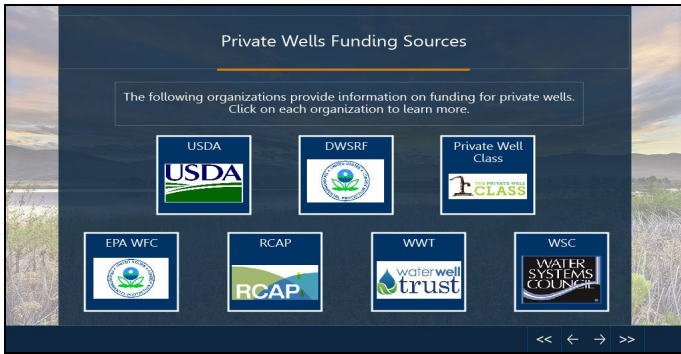 Private Wells Funding Sources
The following organizations provide information on funding for private wells.
Click on each organization to learn more.
USDA
USDA
DWSRF
Private Well
Class
THE PRIVATE WELL
CLASS
EPA WFC
RCAP
RCAP
WWT
waterwell
trust
WSC
WATER
SYSTEMS
COUNCIL
<< ← → >>